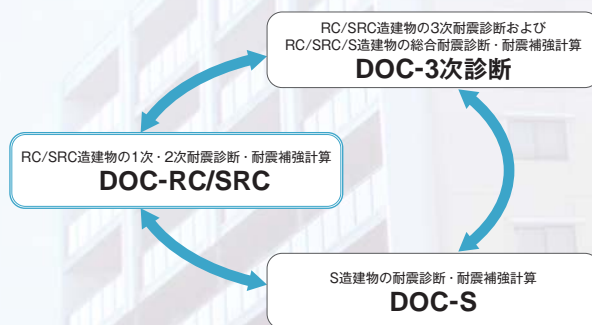 RC/SRC造建物の3次耐震診断および
RC/SRC/S造建物の総合耐震診断・耐震補強計算
DOC-3次診断
RC/SRC造建物の1次・2次耐震診断・耐震補強計算
DOC-RC/SRC
S造建物の耐震診断・耐震補強計算
DOC-S